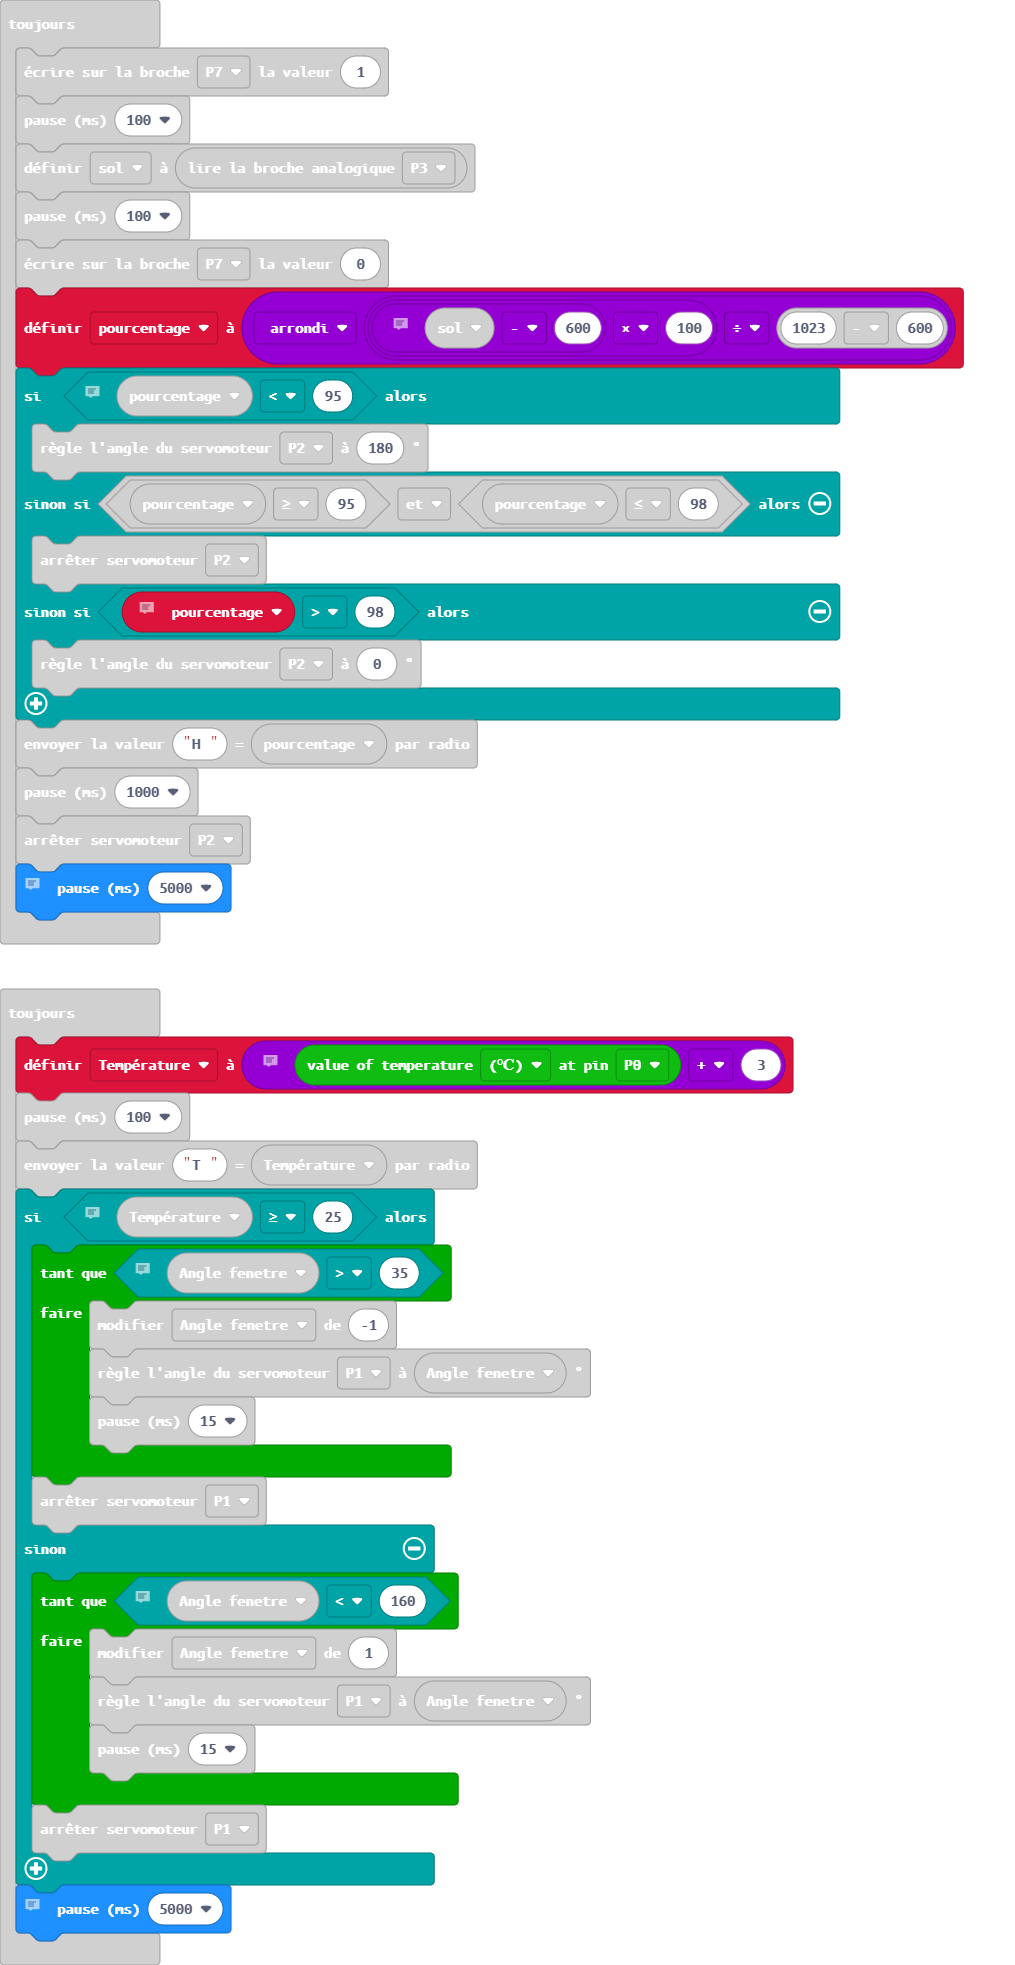 toujours
écrire sur la broche P7 la valeur 1
pause (ms) 100
définir sol à lire la broche analogique P3
pause (ms) 100
écrire sur la broche P7 la valeur 0
définir pourcentage à arrondi sol - 600 x 100 ÷ 1023 - 600
si pourcentage < 95 alors
règle l'angle du servomoteur P2 à 180 °
sinon si pourcentage ≥ 95 et pourcentage ≤ 98 alors
arrêter servomoteur P2
sinon si pourcentage > 98 alors
règle l'angle du servomoteur P2 à 0 °
envoyer la valeur "H " = pourcentage par radio
pause (ms) 1000
arrêter servomoteur P2
pause (ms) 5000
toujours
définir Température à value of temperature (℃) at pin P0 + 3
pause (ms) 100
envoyer la valeur "T " = Température par radio
si Température ≥ 25 alors
tant que Angle fenetre > 35
faire
modifier Angle fenetre de -1
règle l'angle du servomoteur P1 à Angle fenetre °
pause (ms) 15
arrêter servomoteur P1
sinon
tant que Angle fenetre < 160
faire
modifier Angle fenetre de 1
règle l'angle du servomoteur P1 à Angle fenetre °
pause (ms) 15
arrêter servomoteur P1
pause (ms) 5000